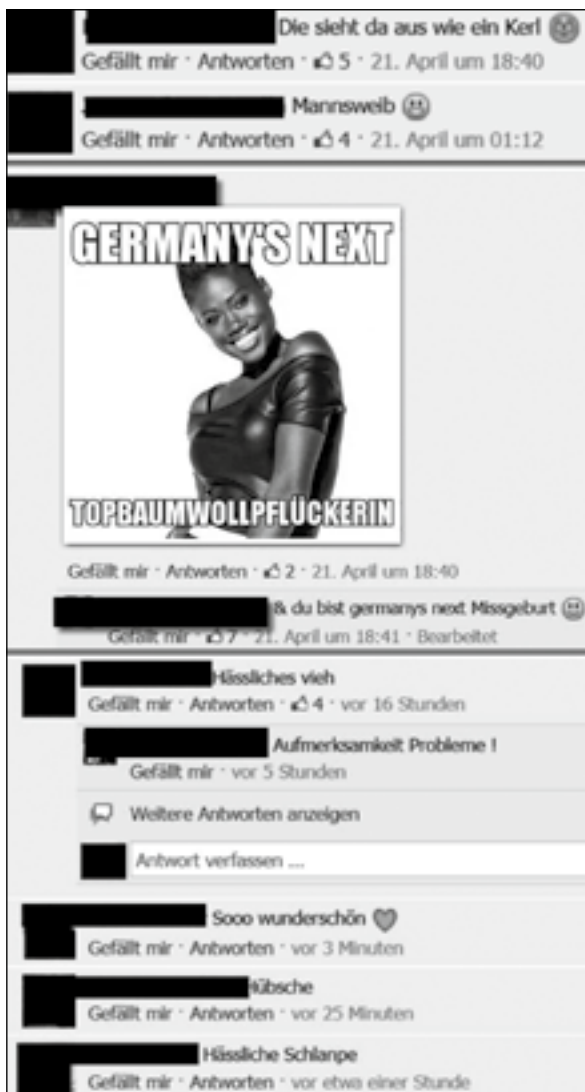 Die sieht da aus wie ein Kerl
Gefällt mir · Antworten · 5 · 21. April um 18:40
Mannsweib
Gefällt mir · Antworten · 4 · 21. April um 01:12
GERMANY'S NEXT
TOPBAUMWOLLPFLÜCKERIN
Gefällt mir · Antworten · 2 · 21. April um 18:40
& du bist germanys next Missgeburt
Gefällt mir · 7 · 21. April um 18:41 · Bearbeitet
Hässliches vieh
Gefällt mir · Antworten · 4 · vor 16 Stunden
Aufmerksamkeit Probleme !
Gefällt mir · vor 5 Stunden
Weitere Antworten anzeigen
Antwort verfassen ...
Sooo wunderschön
Gefällt mir · Antworten · vor 3 Minuten
Hübsche
Gefällt mir · Antworten · vor 25 Minuten
Hässliche Schlanpe
Gefällt mir · Antworten · vor etwa einer Stunde